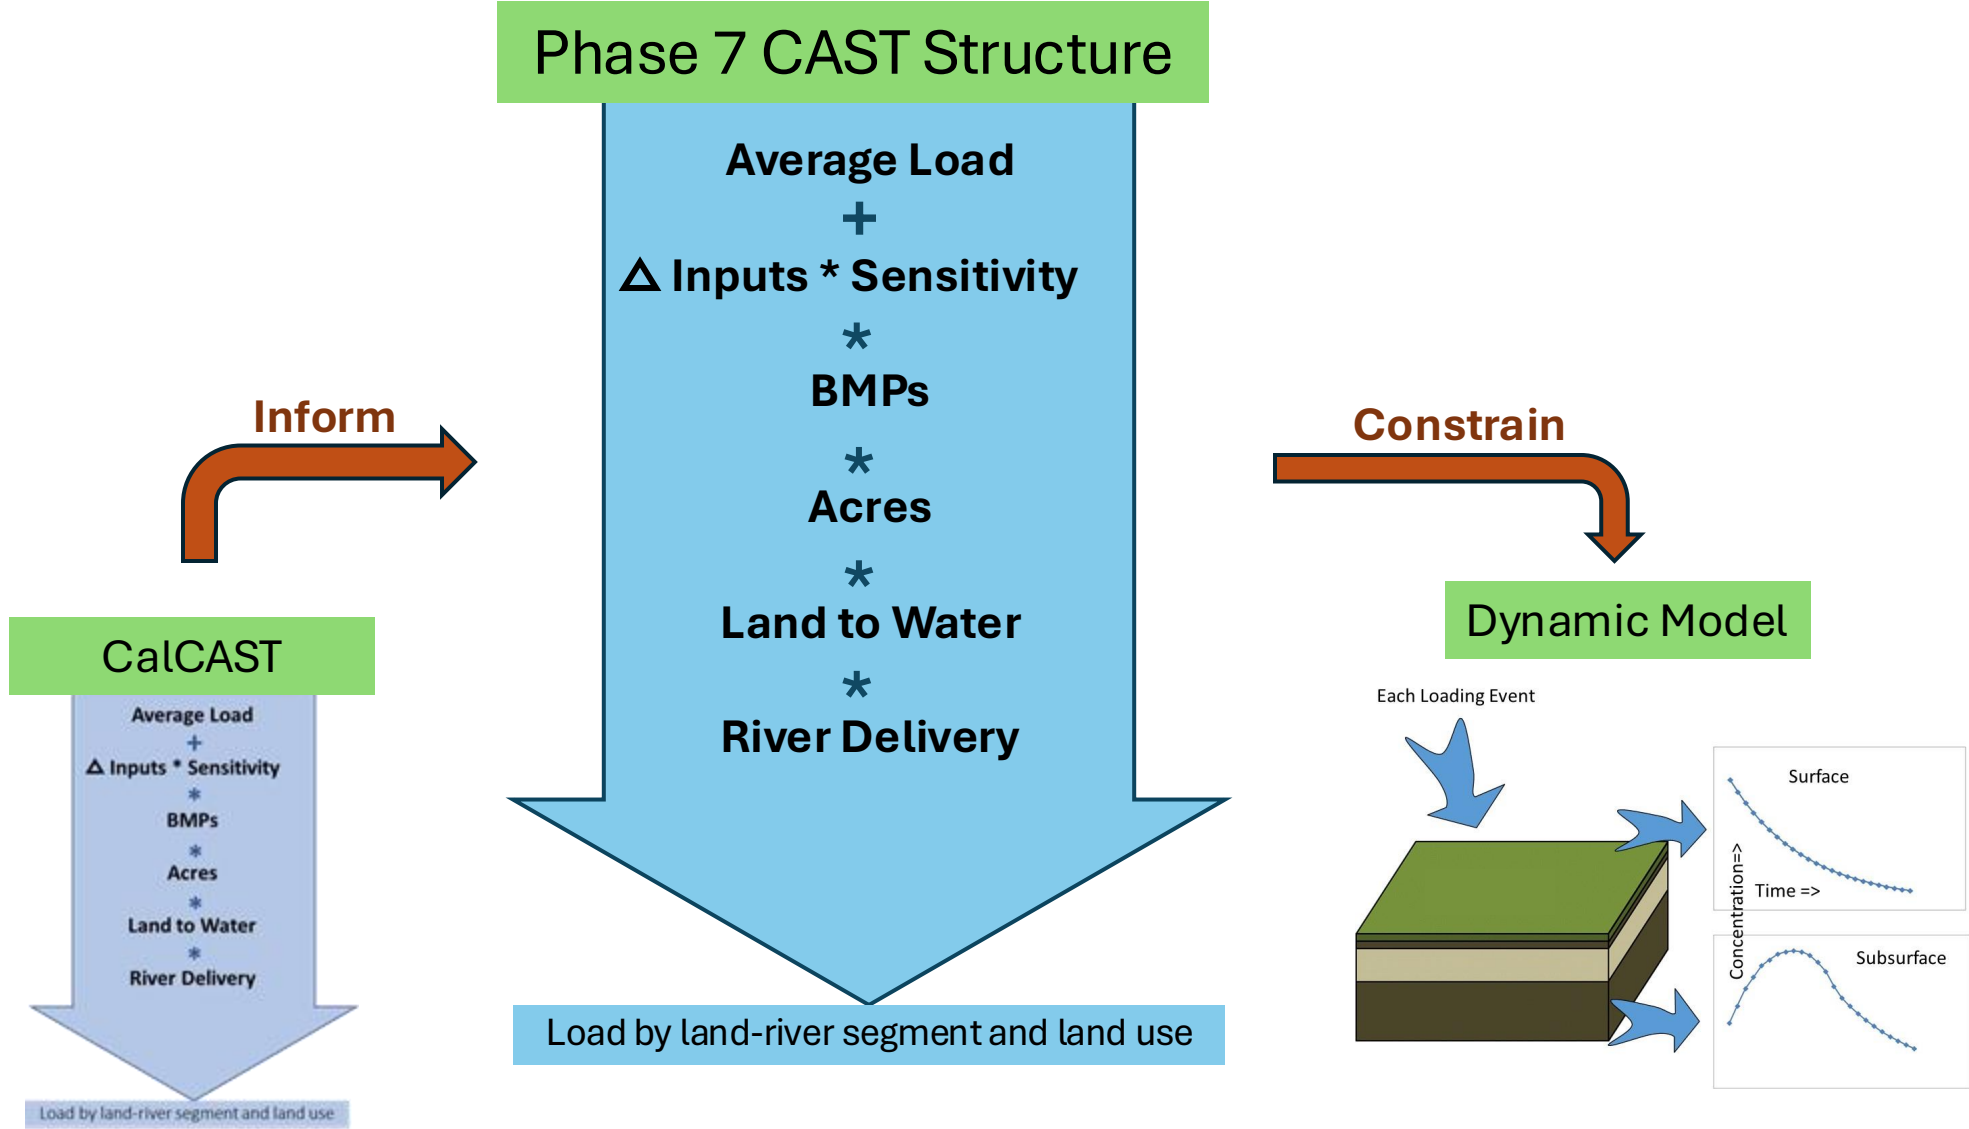 Phase 7 CAST Structure
Average Load
+
Δ Inputs * Sensitivity
*
BMPs
*
Acres
*
Land to Water
*
River Delivery
Load by land-river segment and land use
Inform
CalCAST
Average Load
+
Δ Inputs * Sensitivity
*
BMPs
*
Acres
*
Land to Water
*
River Delivery
Load by land-river segment and land use
Constrain
Dynamic Model
Each Loading Event
Surface
Time =>
Concentration=>
Subsurface